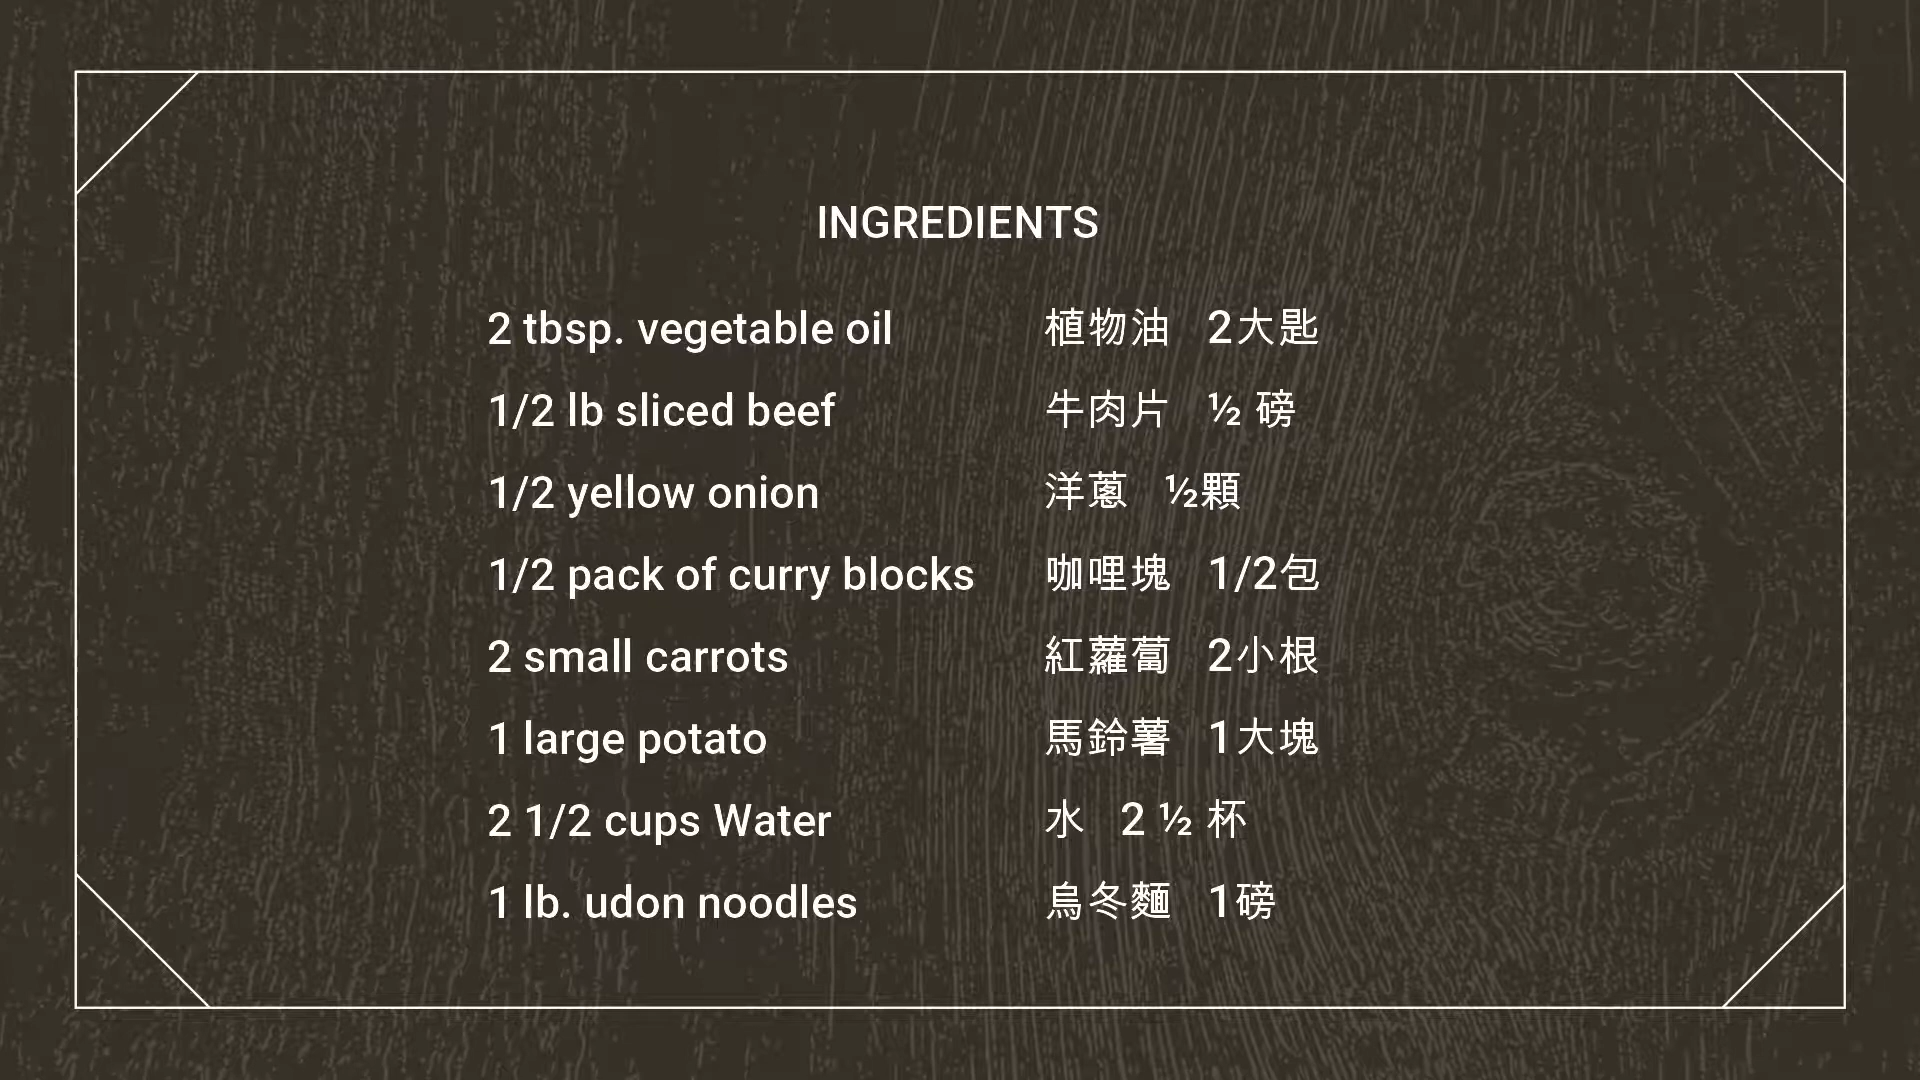 INGREDIENTS
2 tbsp. vegetable oil 植物油 2大匙
1/2 lb sliced beef 牛肉片 ½ 磅
1/2 yellow onion 洋蔥 ½顆
1/2 pack of curry blocks 咖哩塊 1/2包
2 small carrots 紅蘿蔔 2小根
1 large potato 馬鈴薯 1大塊
2 1/2 cups Water 水 2 ½ 杯
1 lb. udon noodles 烏冬麵 1磅